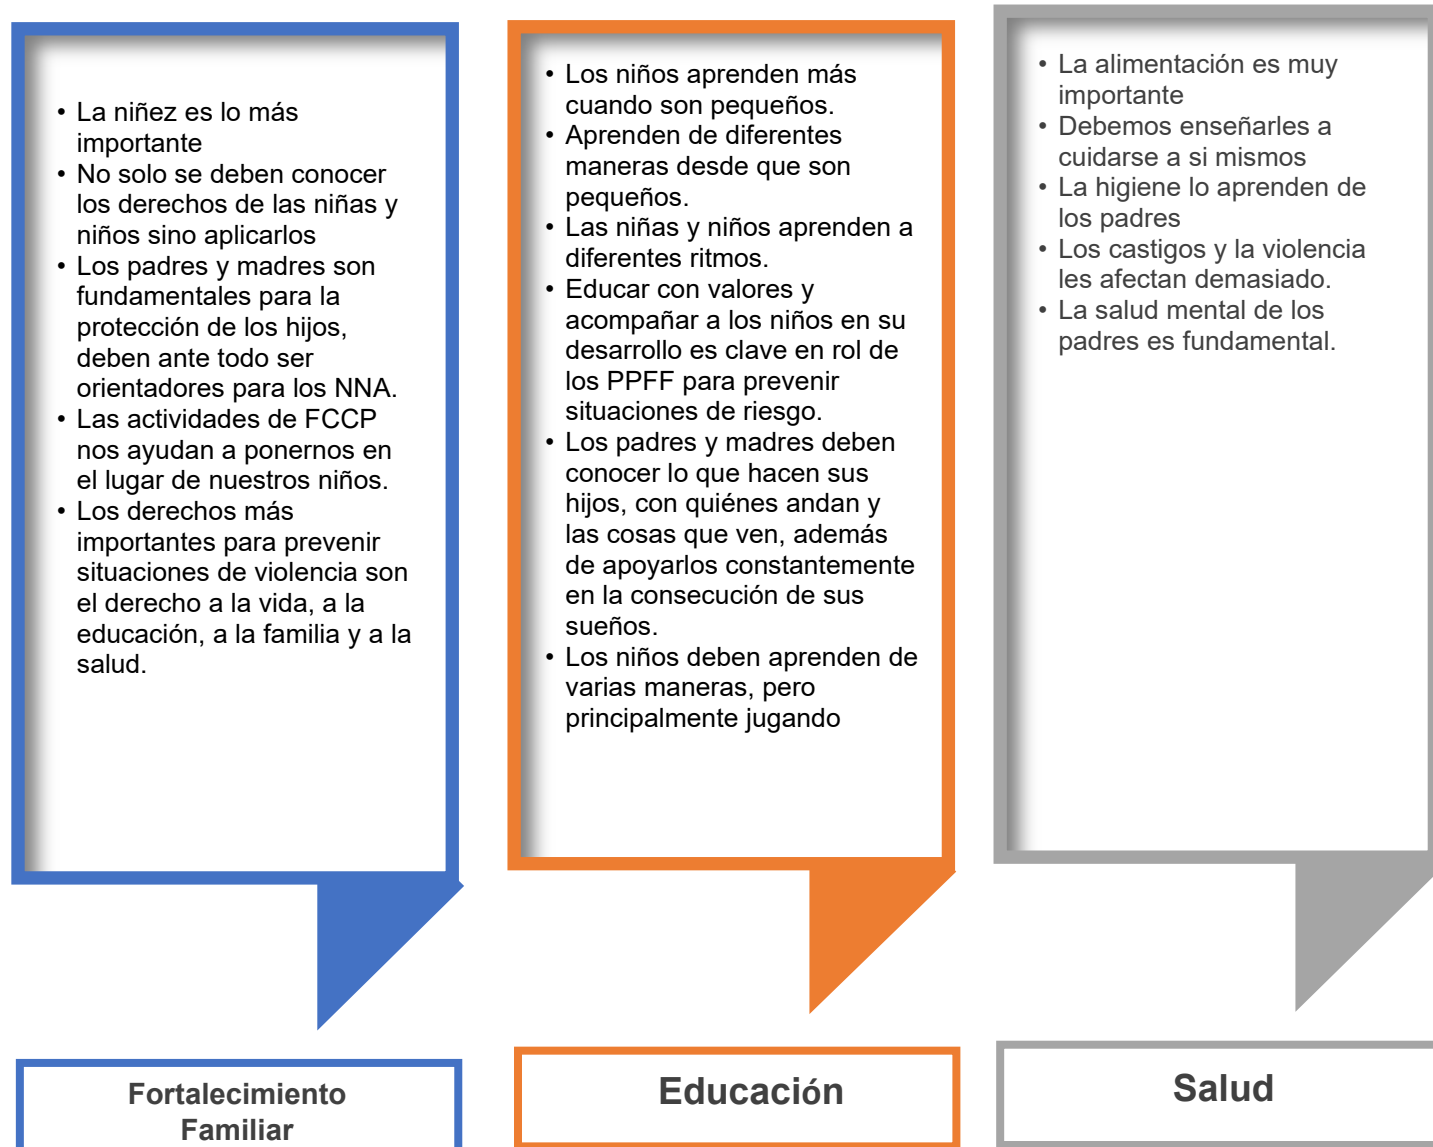 • La niñez es lo más
importante
• No solo se deben conocer
los derechos de las niñas y
niños sino aplicarlos
• Los padres y madres son
fundamentales para la
protección de los hijos,
deben ante todo ser
orientadores para los NNA.
• Las actividades de FCCP
nos ayudan a ponernos en
el lugar de nuestros niños.
• Los derechos más
importantes para prevenir
situaciones de violencia son
el derecho a la vida, a la
educación, a la familia y a la
salud.
• Los niños aprenden más
cuando son pequeños.
• Aprenden de diferentes
maneras desde que son
pequeños.
• Las niñas y niños aprenden a
diferentes ritmos.
• Educar con valores y
acompañar a los niños en su
desarrollo es clave en rol de
los PPFF para prevenir
situaciones de riesgo.
• Los padres y madres deben
conocer lo que hacen sus
hijos, con quiénes andan y
las cosas que ven, además
de apoyarlos constantemente
en la consecución de sus
sueños.
• Los niños deben aprenden de
varias maneras, pero
principalmente jugando
• La alimentación es muy
importante
• Debemos enseñarles a
cuidarse a si mismos
• La higiene lo aprenden de
los padres
• Los castigos y la violencia
les afectan demasiado.
• La salud mental de los
padres es fundamental.
Fortalecimiento
Familiar
Educación
Salud